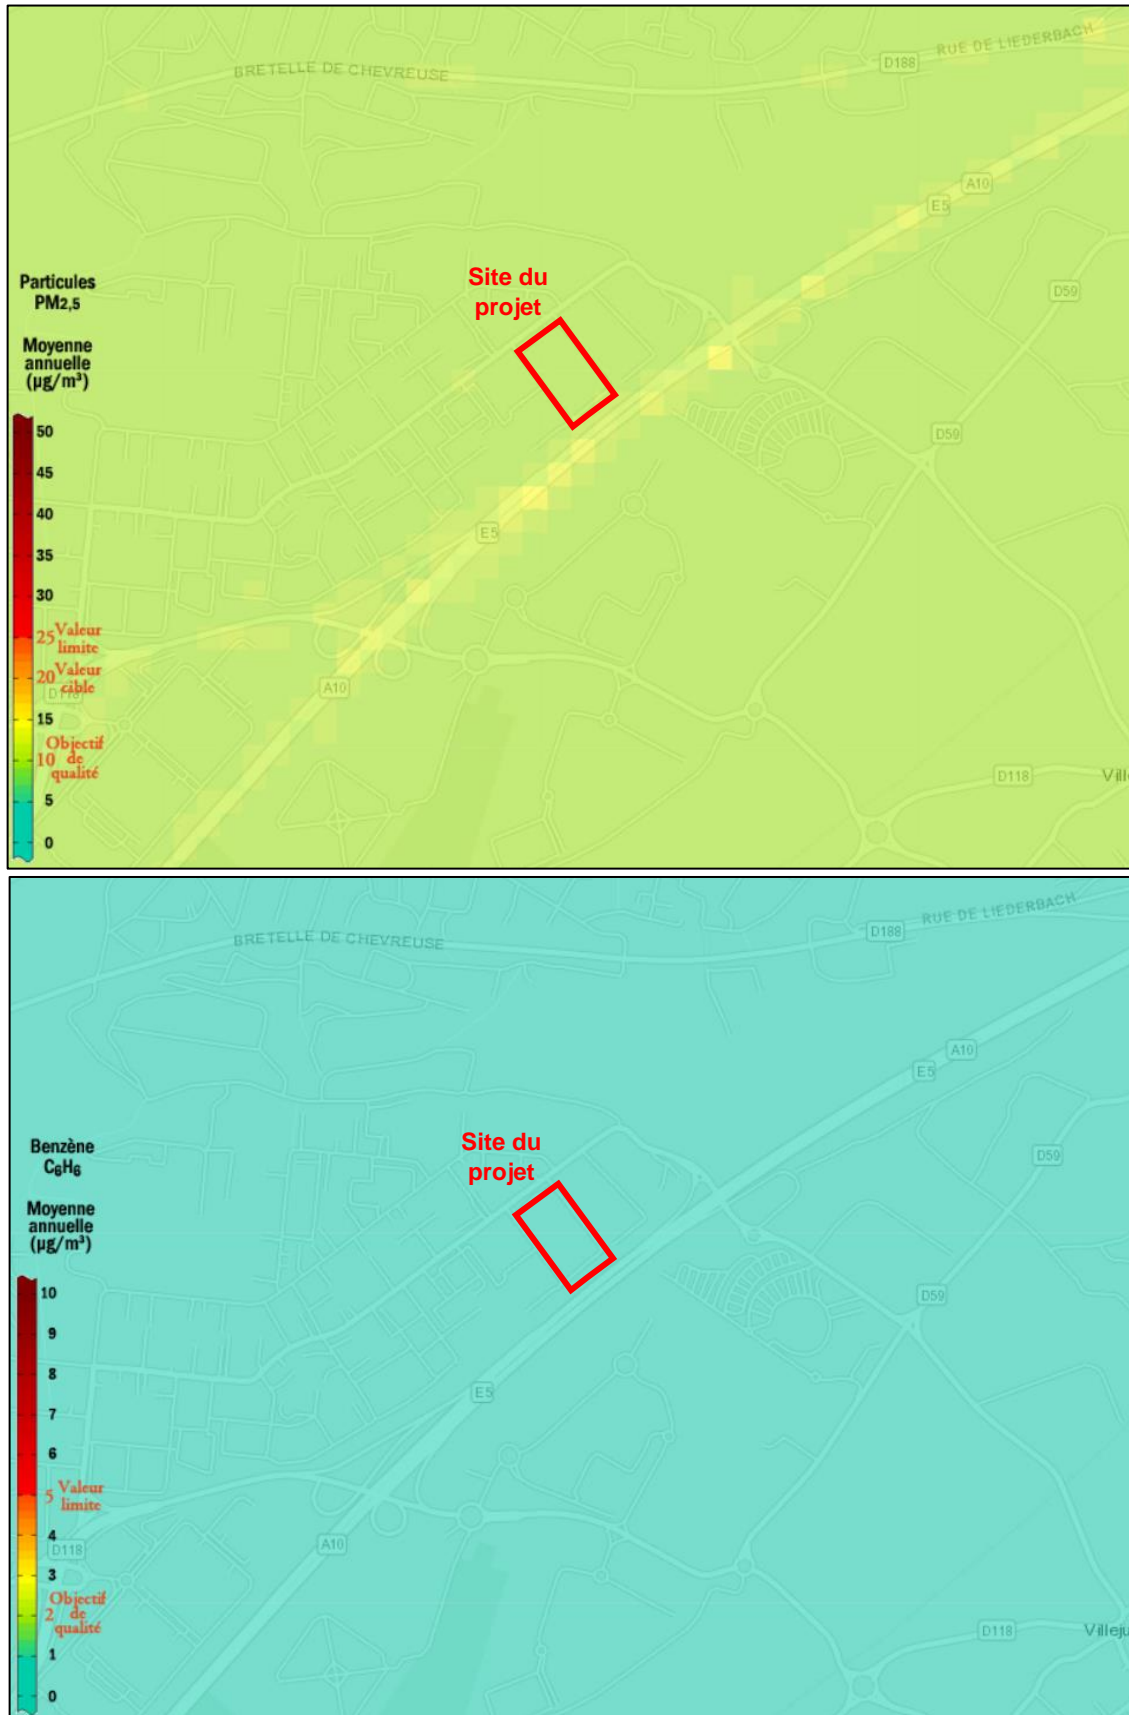 BRETELLE DE CHEVREUSE
D188
RUE DE LIEDERBACH
A10
E5
D59
Site du
projet
Particules
PM2,5
Moyenne
annuelle
(µg/m³)
50
45
40
35
30
25 Valeur
limite
20 Valeur
cible
15
Objectif
10 de
qualité
5
0
D59
E5
A10
D118
D118
Ville
BRETELLE DE CHEVREUSE
D188
RUE DE LIEDERBACH
A10
E5
D59
Site du
projet
Benzène
C₆H₆
Moyenne
annuelle
(µg/m³)
10
9
8
7
6
5 Valeur
limite
4
3
Objectif
2 de
qualité
1
0
D59
E5
A10
D118
D118
Villeju